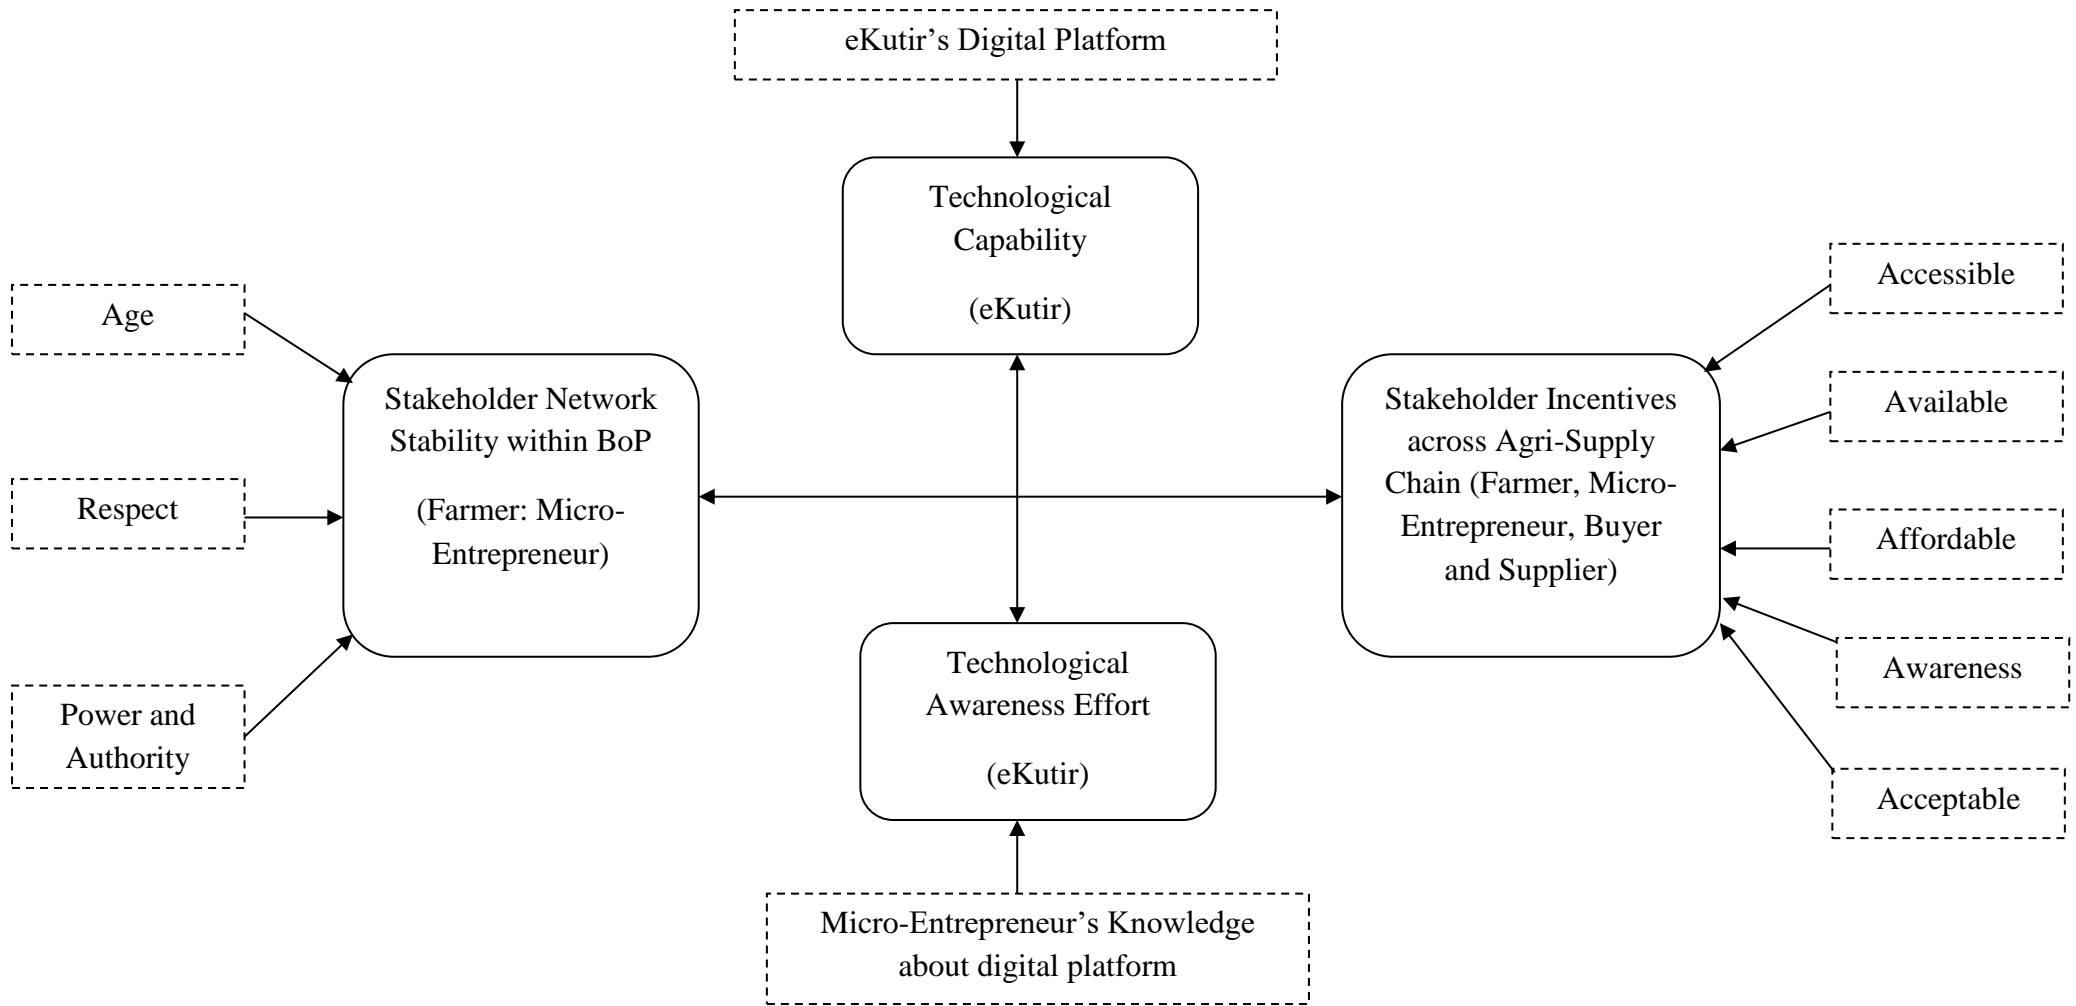 eKutir’s Digital Platform
Technological
Capability
(eKutir)
Age
Respect
Power and
Authority
Stakeholder Network
Stability within BoP
(Farmer: Micro-
Entrepreneur)
Stakeholder Incentives
across Agri-Supply
Chain (Farmer, Micro-
Entrepreneur, Buyer
and Supplier)
Accessible
Available
Affordable
Awareness
Acceptable
Technological
Awareness Effort
(eKutir)
Micro-Entrepreneur’s Knowledge
about digital platform